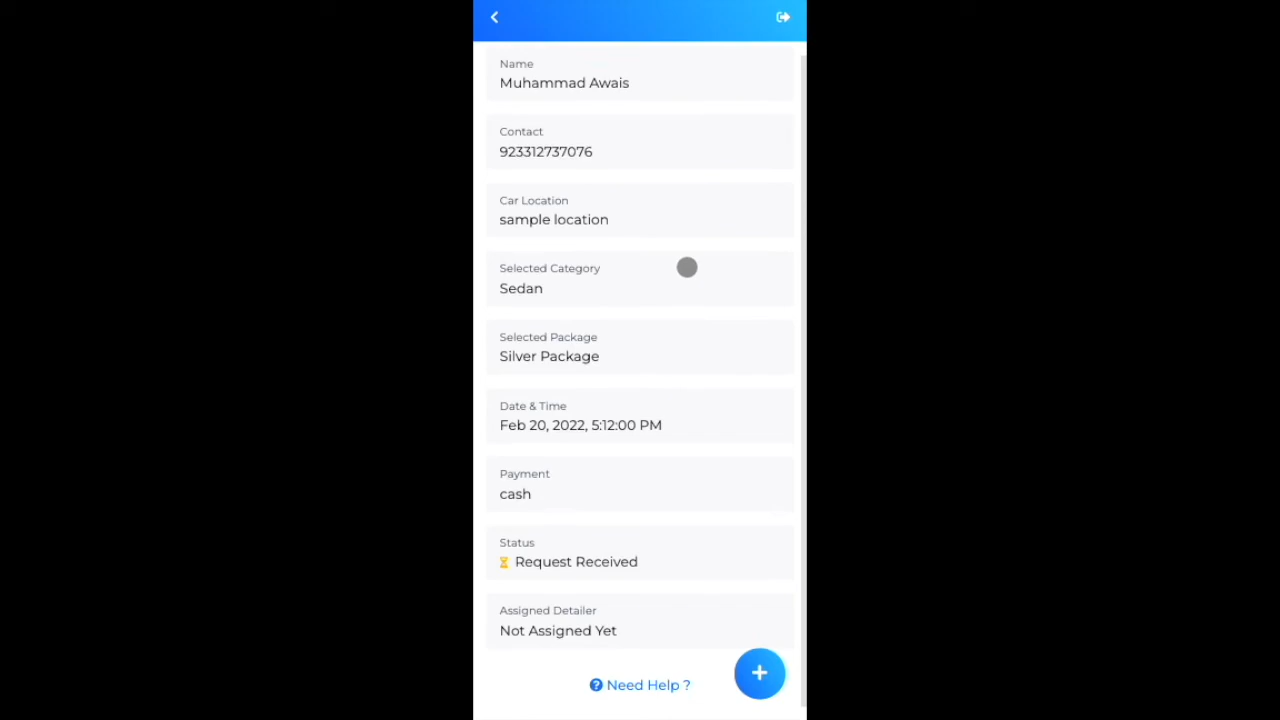 Name
Muhammad Awais
Contact
923312737076
Car Location
sample location
Selected Category
Sedan
Selected Package
Silver Package
Date & Time
Feb 20, 2022, 5:12:00 PM
Payment
cash
Status
Request Received
Assigned Detailer
Not Assigned Yet
Need Help ?